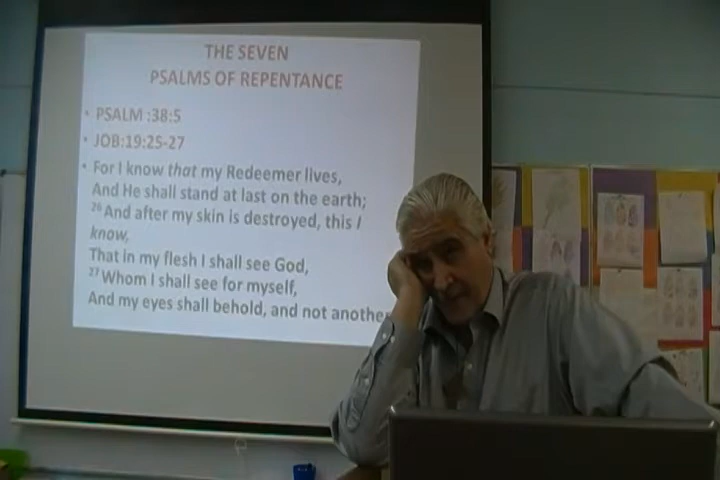 THE SEVEN
PSALMS OF REPENTANCE
• PSALM :38:5
• JOB:19:25-27
• For I know that my Redeemer lives,
And He shall stand at last on the earth;
26 And after my skin is destroyed, this I
know,
That in my flesh I shall see God,
27 Whom I shall see for myself,
And my eyes shall behold, and not another